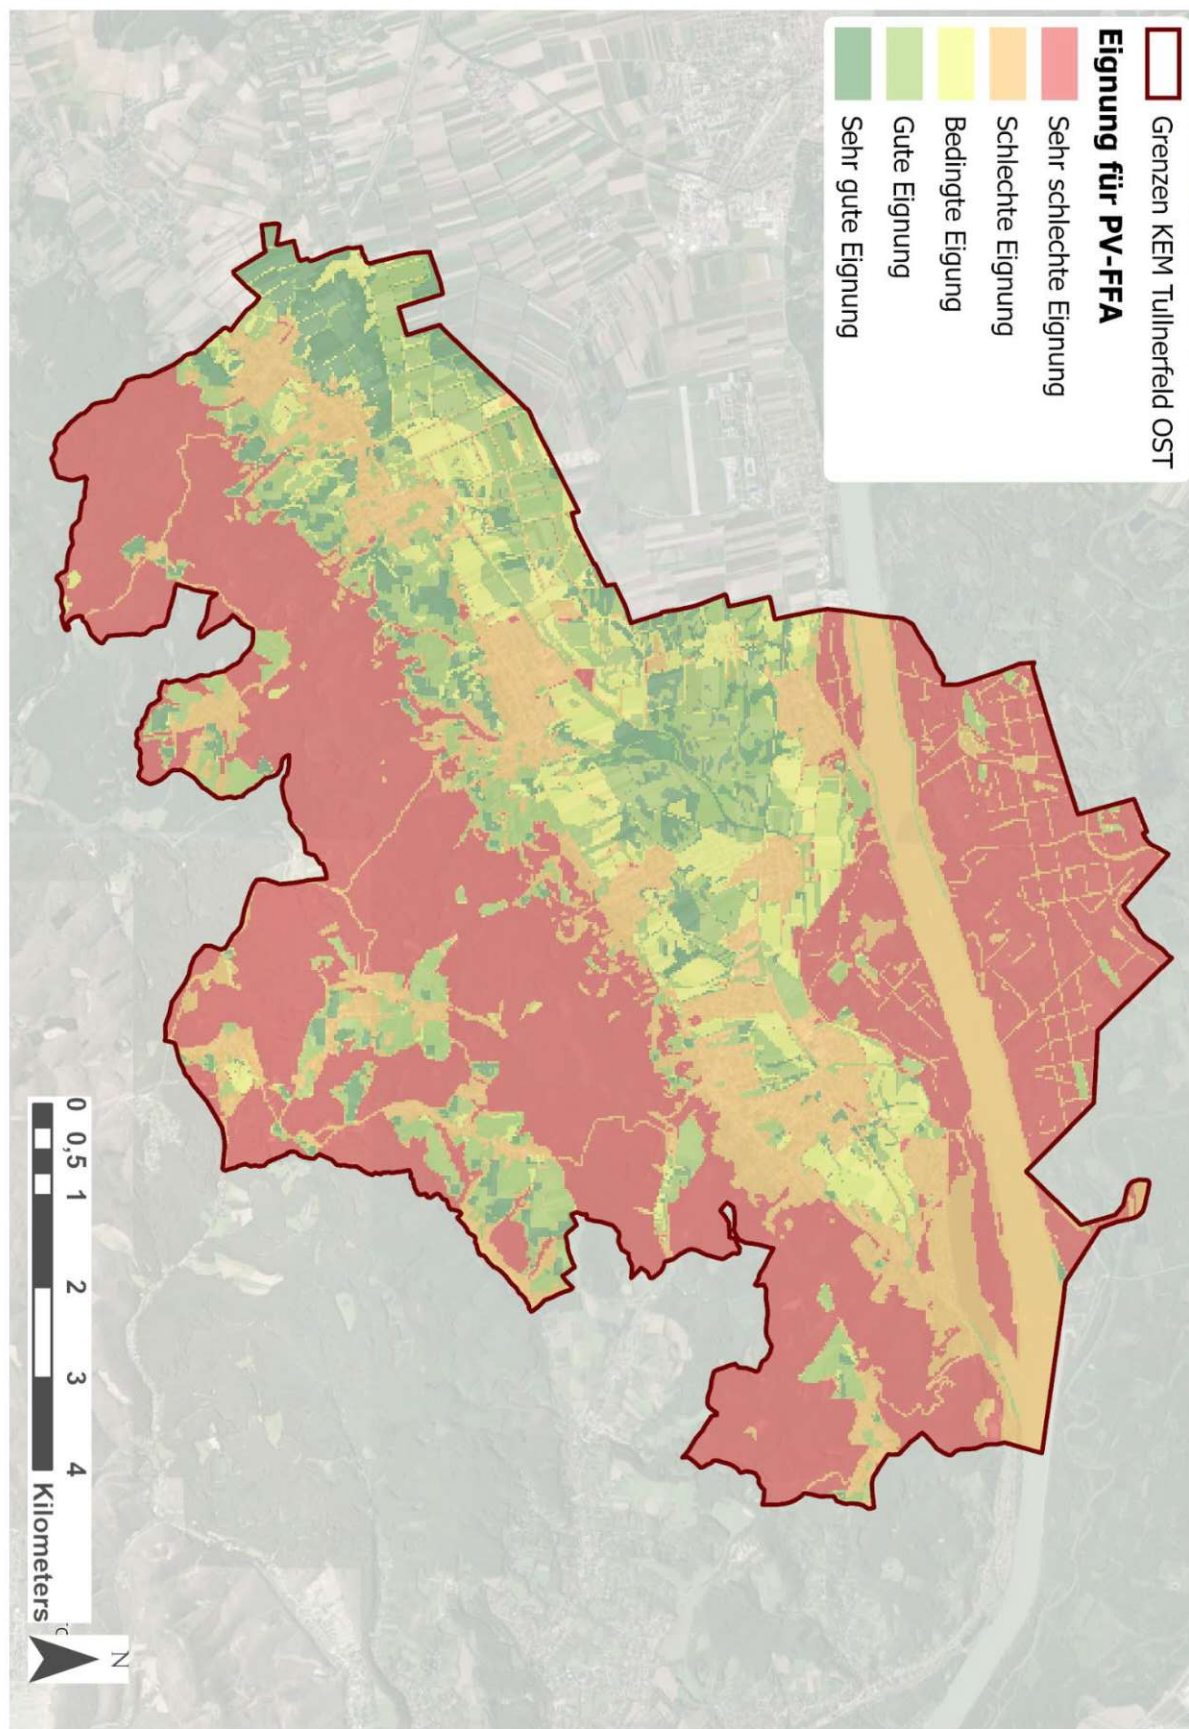 Grenzen KEM Tullnerfeld OST
Eignung für PV-FFA
Sehr schlechte Eignung
Schlechte Eignung
Bedingte Eigung
Gute Eignung
Sehr gute Eignung
0 0,5 1 2 3 4
Kilometers
N